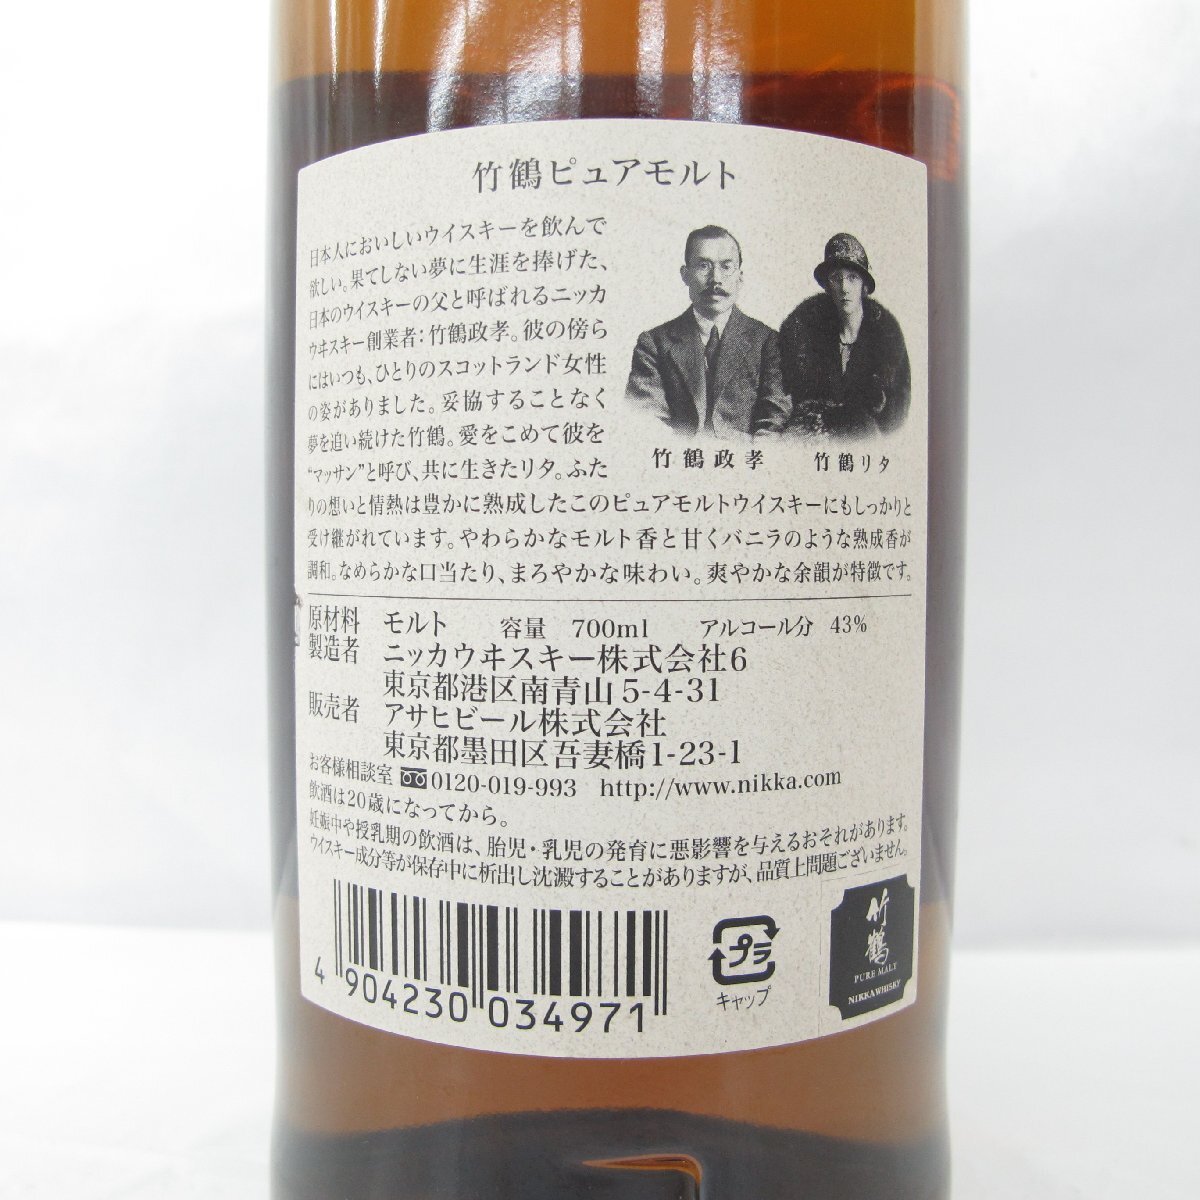 竹鶴ピュアモルト
日本人においしいウイスキーを飲んで
欲しい。果てしない夢に生涯を捧げた、
日本のウイスキーの父と呼ばれるニッカ
ウヰスキー創業者：竹鶴政孝。彼の傍ら
にはいつも、ひとりのスコットランド女性
の姿がありました。妥協することなく
夢を追い続けた竹鶴。愛をこめて彼を
“マッサン”と呼び、共に生きたリタ。ふた
りの想いと情熱は豊かに熟成したこのピュアモルトウイスキーにもしっかりと
受け継がれています。やわらかなモルト香と甘くバニラのような熟成香が
調和。なめらかな口当たり、まろやかな味わい。爽やかな余韻が特徴です。
竹鶴政孝 竹鶴リタ
原材料 モルト 容量 700ml アルコール分 43%
製造者 ニッカウヰスキー株式会社6
東京都港区南青山5-4-31
販売者 アサヒビール株式会社
東京都墨田区吾妻橋1-23-1
お客様相談室 0120-019-993 http://www.nikka.com
飲酒は20歳になってから。
妊娠中や授乳期の飲酒は、胎児・乳児の発育に悪影響を与えるおそれがあります。
ウイスキー成分等が保存中に析出し沈澱することがありますが、品質上問題ございません。
4 904230 034971
プラ
キャップ
竹鶴
PURE MALT
NIKKA WHISKY